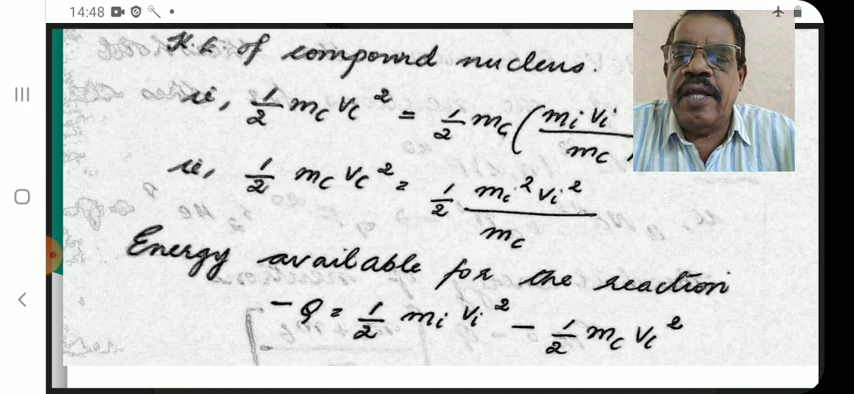 14:48
K.E of compound nucleus.
ie, 1/2 mc vc² = 1/2 mc (mi vi / mc
ie, 1/2 mc vc² = 1/2 mi² vi² / mc
Energy available for the reaction
- Q = 1/2 mi vi² - 1/2 mc vc²